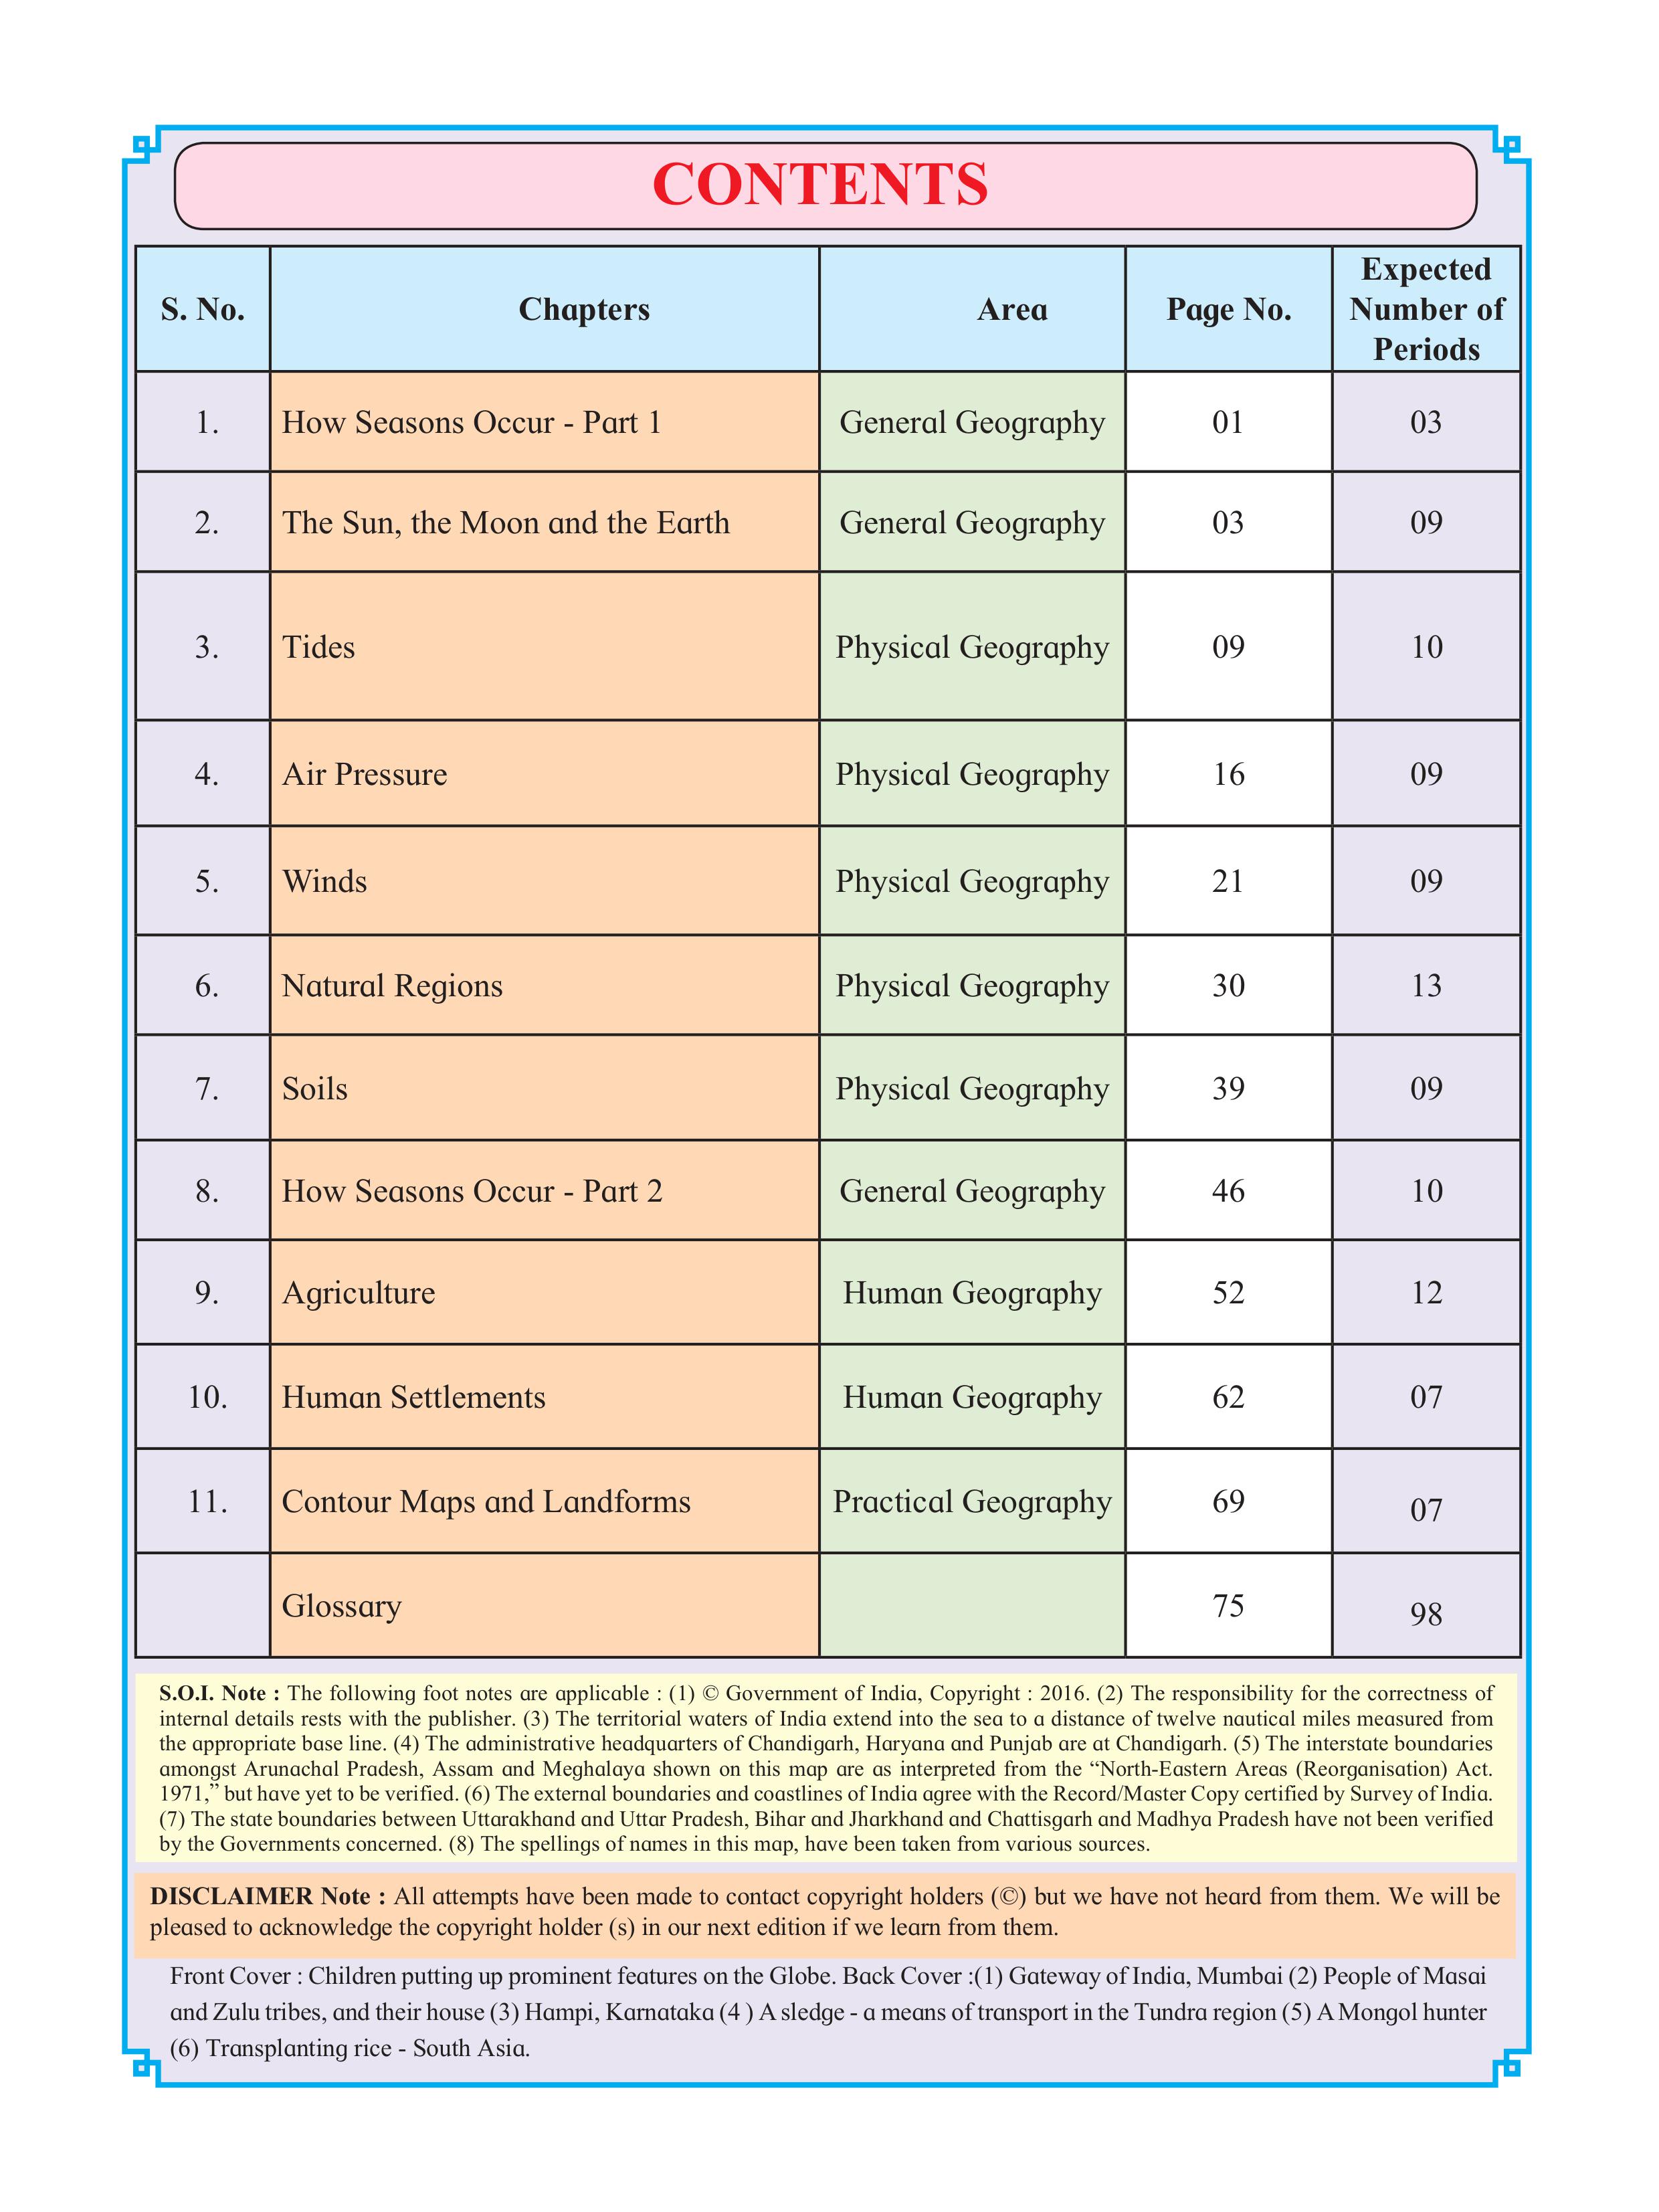 CONTENTS
S. No. Chapters Area Page No. Expected Number of Periods
1. How Seasons Occur - Part 1 General Geography 01 03
2. The Sun, the Moon and the Earth General Geography 03 09
3. Tides Physical Geography 09 10
4. Air Pressure Physical Geography 16 09
5. Winds Physical Geography 21 09
6. Natural Regions Physical Geography 30 13
7. Soils Physical Geography 39 09
8. How Seasons Occur - Part 2 General Geography 46 10
9. Agriculture Human Geography 52 12
10. Human Settlements Human Geography 62 07
11. Contour Maps and Landforms Practical Geography 69 07
Glossary 75 98
S.O.I. Note : The following foot notes are applicable : (1) © Government of India, Copyright : 2016. (2) The responsibility for the correctness of
internal details rests with the publisher. (3) The territorial waters of India extend into the sea to a distance of twelve nautical miles measured from
the appropriate base line. (4) The administrative headquarters of Chandigarh, Haryana and Punjab are at Chandigarh. (5) The interstate boundaries
amongst Arunachal Pradesh, Assam and Meghalaya shown on this map are as interpreted from the “North-Eastern Areas (Reorganisation) Act.
1971,” but have yet to be verified. (6) The external boundaries and coastlines of India agree with the Record/Master Copy certified by Survey of India.
(7) The state boundaries between Uttarakhand and Uttar Pradesh, Bihar and Jharkhand and Chattisgarh and Madhya Pradesh have not been verified
by the Governments concerned. (8) The spellings of names in this map, have been taken from various sources.
DISCLAIMER Note : All attempts have been made to contact copyright holders (©) but we have not heard from them. We will be
pleased to acknowledge the copyright holder (s) in our next edition if we learn from them.
Front Cover : Children putting up prominent features on the Globe. Back Cover :(1) Gateway of India, Mumbai (2) People of Masai
and Zulu tribes, and their house (3) Hampi, Karnataka (4 ) A sledge - a means of transport in the Tundra region (5) A Mongol hunter
(6) Transplanting rice - South Asia.